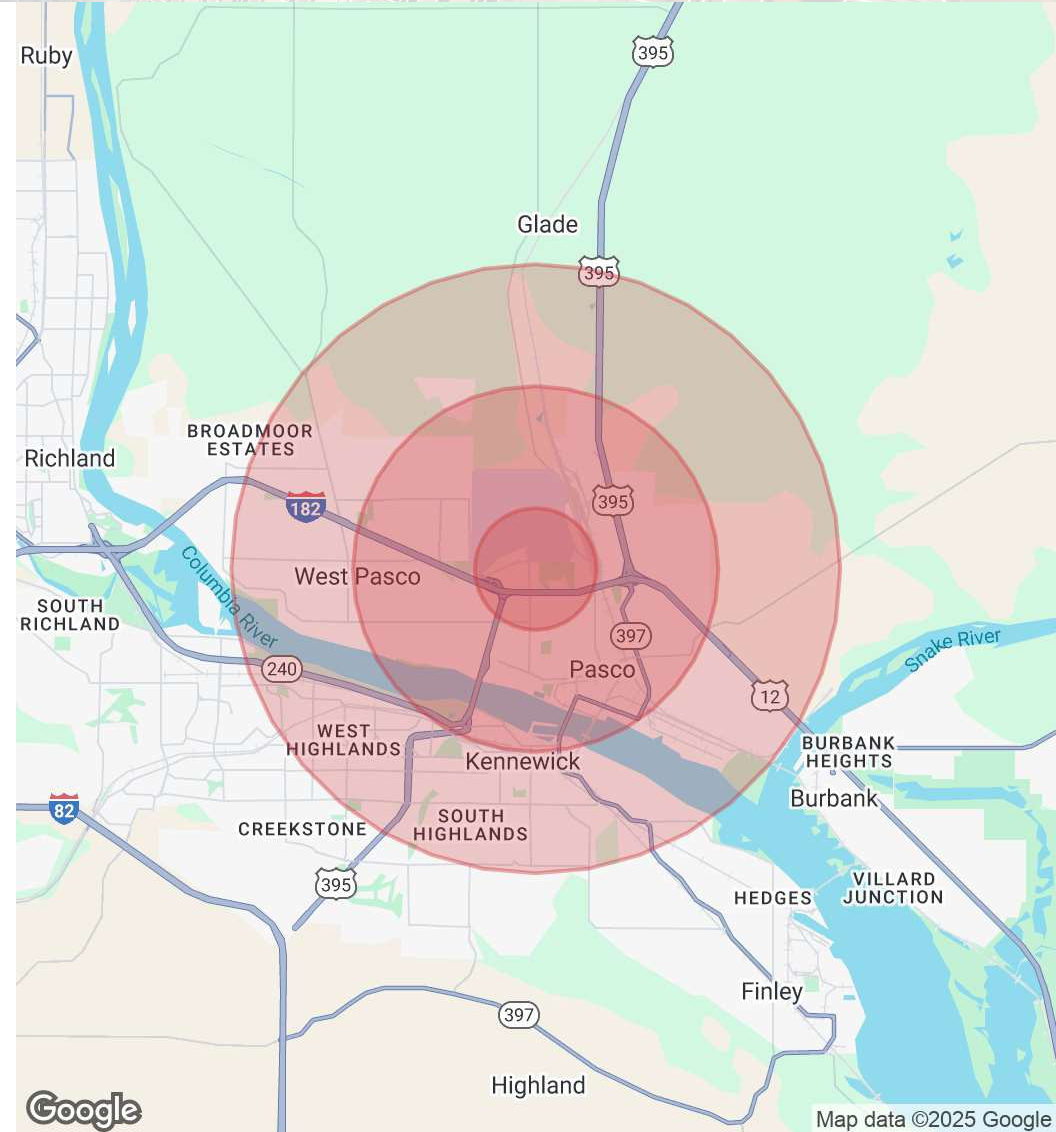 Ruby
395
Glade
395
BROADMOOR
ESTATES
Richland
182
395
West Pasco
Columbia River
SOUTH
RICHLAND
397
Snake River
240
Pasco
12
WEST
HIGHLANDS
BURBANK
HEIGHTS
Kennewick
82
Burbank
CREEKSTONE
SOUTH
HIGHLANDS
395
VILLARD
JUNCTION
HEDGES
Finley
397
Highland
Google
Map data ©2025 Google